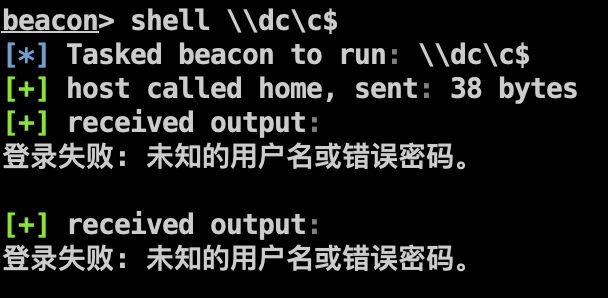 beacon> shell \\dc\c$
[*] Tasked beacon to run: \\dc\c$
[+] host called home, sent: 38 bytes
[+] received output:
登录失败: 未知的用户名或错误密码。
[+] received output:
登录失败: 未知的用户名或错误密码。